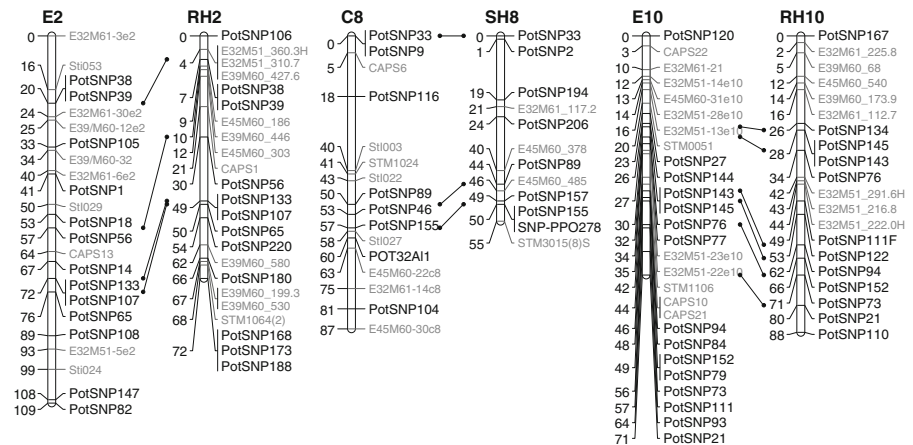 E2
0 E32M61-3e2
16 Sti053
20 PotSNP38
PotSNP39
24 E32M61-30e2
25 E39/M60-12e2
33 PotSNP105
34 E39/M60-32
40 E32M61-6e2
41 PotSNP1
50 Sti029
53 PotSNP18
57 PotSNP56
64 CAPS13
67 PotSNP14
72 PotSNP133
PotSNP107
76 PotSNP65
89 PotSNP108
93 E32M51-5e2
99 Sti024
108 PotSNP147
109 PotSNP82
RH2
0 PotSNP106
E32M51_360.3H
4 E32M51_310.7
E39M60_427.6
7 PotSNP38
PotSNP39
9 E45M60_186
10 E39M60_446
12 E45M60_303
21 CAPS1
30 PotSNP56
49 PotSNP133
PotSNP107
50 PotSNP65
54 PotSNP220
62 E39M60_580
66 PotSNP180
67 E39M60_199.3
E39M60_530
68 STM1064(2)
72 PotSNP168
PotSNP173
PotSNP188
C8
0 PotSNP33
PotSNP9
5 CAPS6
18 PotSNP116
40 StI003
41 STM1024
43 StI022
50 PotSNP89
53 PotSNP46
57 PotSNP155
58 StI027
60 POT32AI1
63 E45M60-22c8
75 E32M61-14c8
81 PotSNP104
87 E45M60-30c8
SH8
0 PotSNP33
1 PotSNP2
19 PotSNP194
21 E32M61_117.2
24 PotSNP206
40 E45M60_378
44 PotSNP89
46 E45M60_485
49 PotSNP157
50 PotSNP155
SNP-PPO278
55 STM3015(8)S
E10
0 PotSNP120
3 CAPS22
10 E32M61-21
12 E32M51-14e10
13 E45M60-31e10
14 E32M51-28e10
16 E32M51-13e10
20 STM0051
23 PotSNP27
26 PotSNP144
27 PotSNP143
PotSNP145
30 PotSNP76
32 PotSNP77
34 E32M51-23e10
35 E32M51-22e10
42 STM1106
44 CAPS10
CAPS21
46 PotSNP94
48 PotSNP84
49 PotSNP152
PotSNP79
56 PotSNP73
57 PotSNP111
64 PotSNP93
71 PotSNP21
RH10
0 PotSNP167
2 E32M61_225.8
5 E39M60_68
12 E45M60_540
14 E39M60_173.9
16 E32M61_112.7
26 PotSNP134
28 PotSNP145
PotSNP143
34 PotSNP76
42 E32M51_291.6H
43 E32M51_216.8
44 E32M51_222.0H
49 PotSNP111F
53 PotSNP122
62 PotSNP94
66 PotSNP152
71 PotSNP73
80 PotSNP21
88 PotSNP110